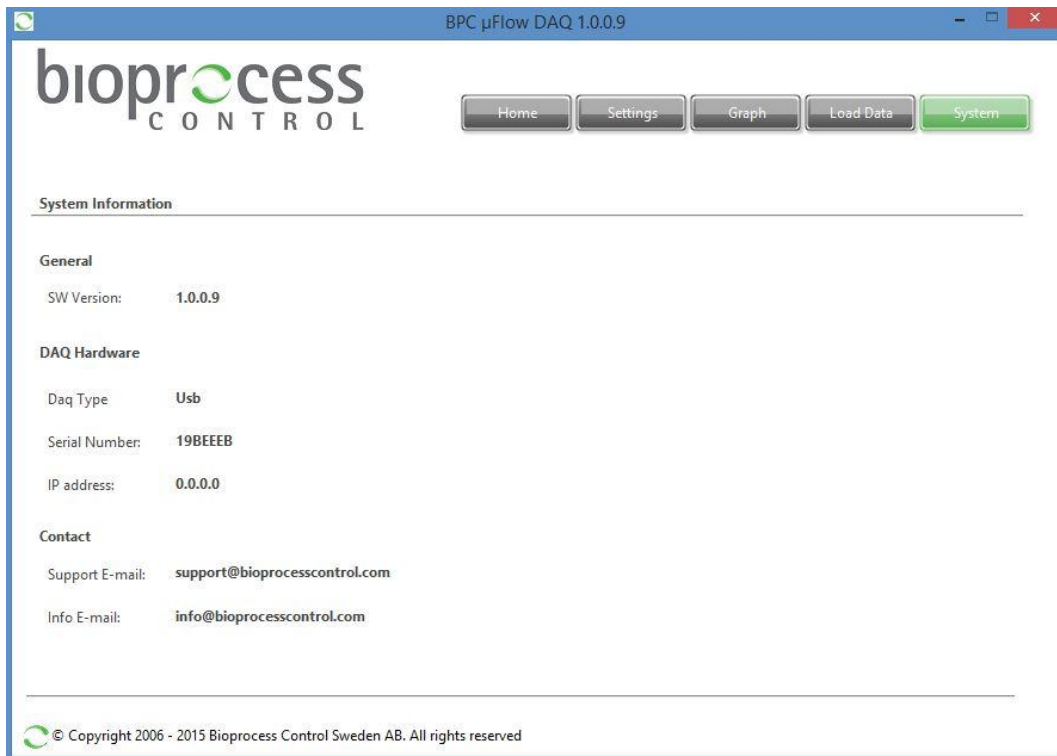 BPC µFlow DAQ 1.0.0.9
bioprocess
CONTROL
Home Settings Graph Load Data System
System Information
General
SW Version: 1.0.0.9
DAQ Hardware
Daq Type Usb
Serial Number: 19BEEEB
IP address: 0.0.0.0
Contact
Support E-mail: support@bioprocesscontrol.com
Info E-mail: info@bioprocesscontrol.com
© Copyright 2006 - 2015 Bioprocess Control Sweden AB. All rights reserved